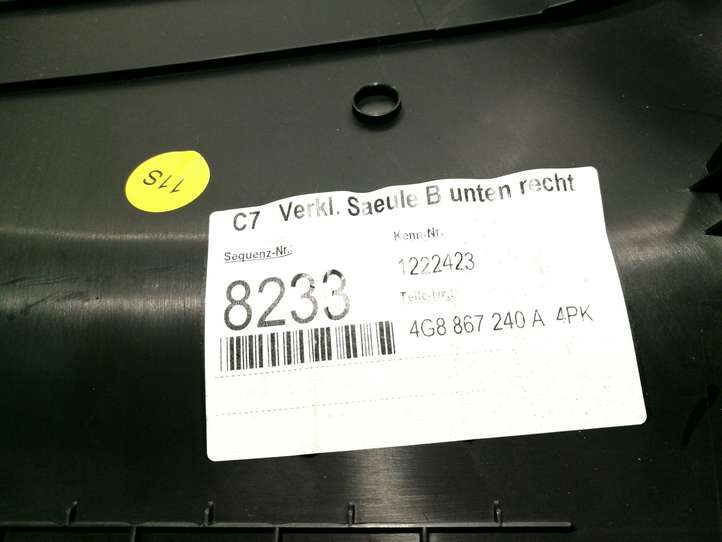 11S
C7 Verkl. Saeule B unten recht
Sequenz-Nr.:
Kenn-Nr.
8233
1222423
Teile-Nr.:
4G8 867 240 A 4PK